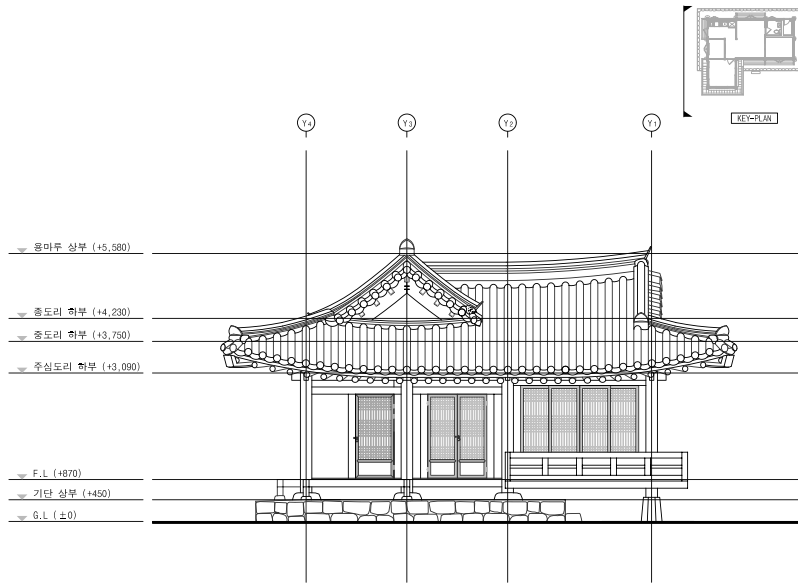 KEY-PLAN
Y4 Y3 Y2 Y1
용마루 상부 (+5,580)
종도리 하부 (+4,230)
중도리 하부 (+3,750)
주심도리 하부 (+3,090)
F.L (+870)
기단 상부 (+450)
G.L (±0)